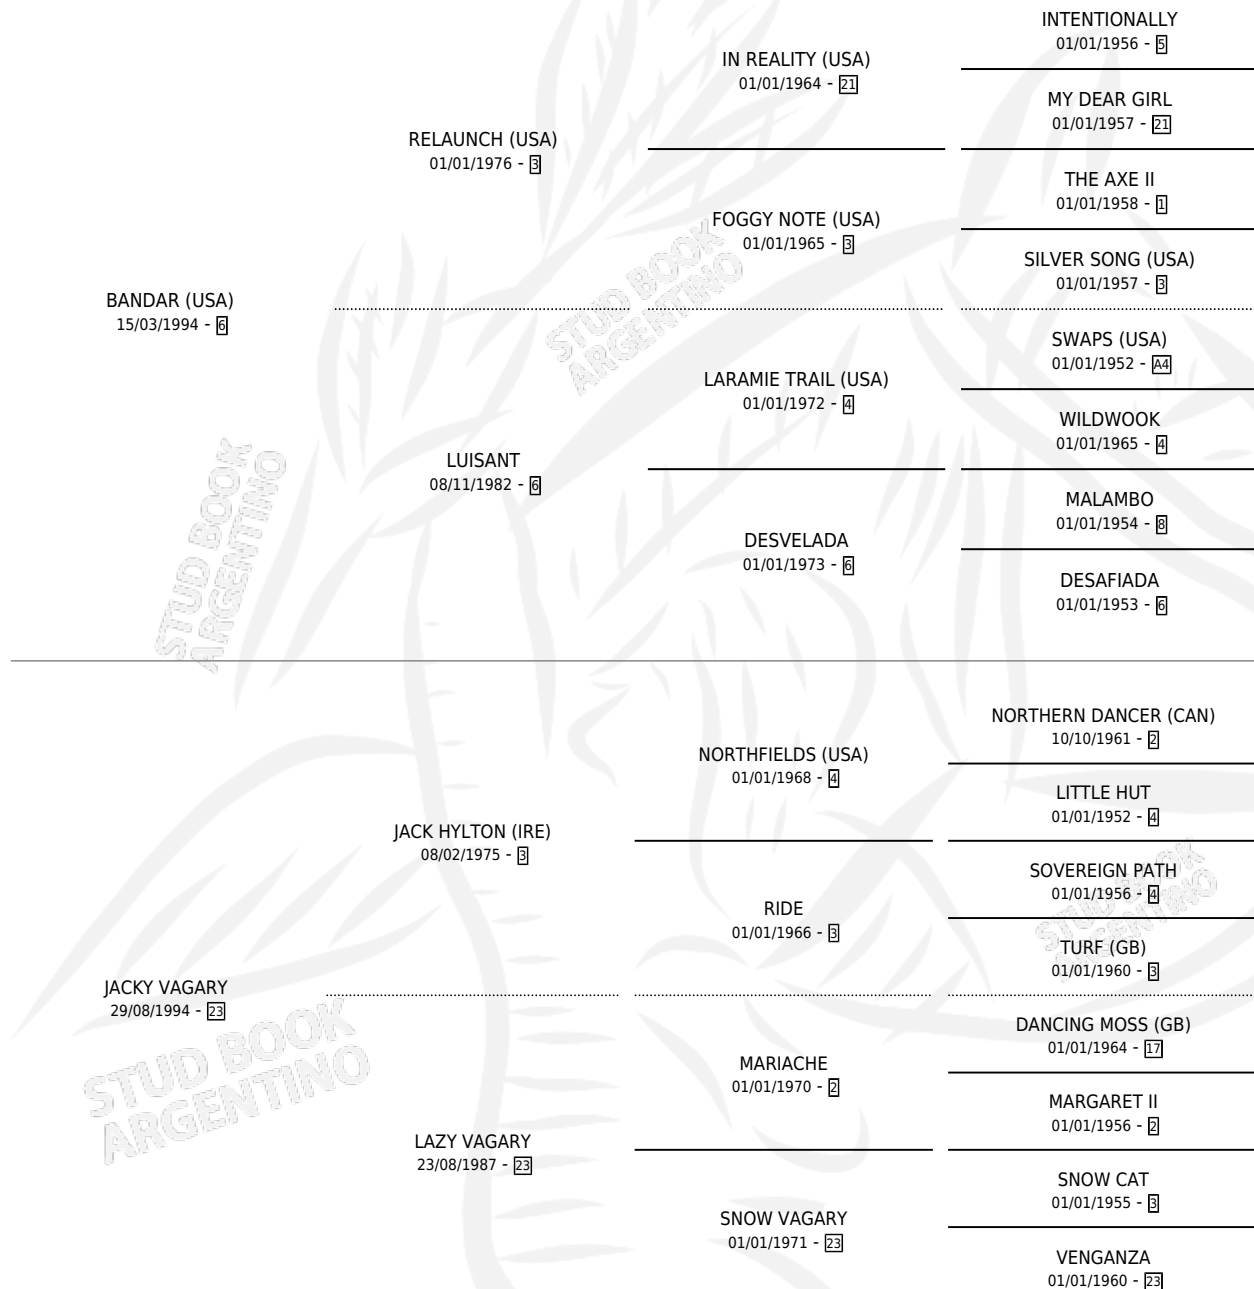 INTENTIONALLY
01/01/1956 - 5
IN REALITY (USA)
01/01/1964 - 21
MY DEAR GIRL
01/01/1957 - 21
RELAUNCH (USA)
01/01/1976 - 3
THE AXE II
01/01/1958 - 1
FOGGY NOTE (USA)
01/01/1965 - 3
SILVER SONG (USA)
01/01/1957 - 3
BANDAR (USA)
15/03/1994 - 6
SWAPS (USA)
01/01/1952 - A4
LARAMIE TRAIL (USA)
01/01/1972 - 4
WILDWOOK
01/01/1965 - 4
LUISANT
08/11/1982 - 6
MALAMBO
01/01/1954 - 8
DESVELADA
01/01/1973 - 6
DESAFIADA
01/01/1953 - 6
NORTHERN DANCER (CAN)
10/10/1961 - 2
NORTHFIELDS (USA)
01/01/1968 - 4
LITTLE HUT
01/01/1952 - 4
JACK HYLTON (IRE)
08/02/1975 - 3
SOVEREIGN PATH
01/01/1956 - 4
RIDE
01/01/1966 - 3
TURF (GB)
01/01/1960 - 3
JACKY VAGARY
29/08/1994 - 23
DANCING MOSS (GB)
01/01/1964 - 17
MARIACHE
01/01/1970 - 2
MARGARET II
01/01/1956 - 2
LAZY VAGARY
23/08/1987 - 23
SNOW CAT
01/01/1955 - 3
SNOW VAGARY
01/01/1971 - 23
VENGANZA
01/01/1960 - 23
STUD BOOK
ARGENTINO
STUD BOOK
ARGENTINO
STUD BOOK
ARGENTINO
STUD BOOK
ARGENTINO